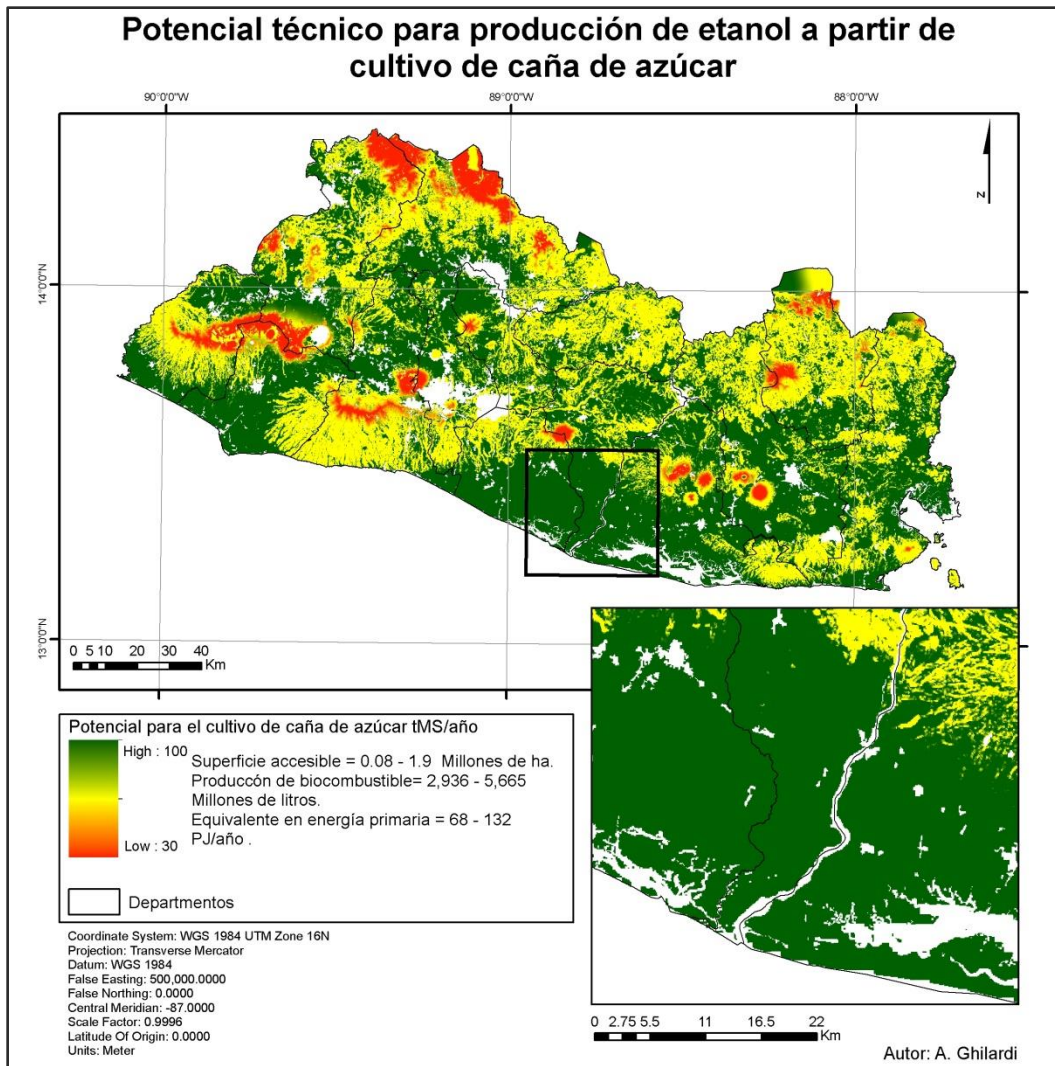 Potencial técnico para producción de etanol a partir de
cultivo de caña de azúcar
90°0'0"W
89°0'0"W
88°0'0"W
N
14°0'0"N
13°0'0"N
0 5 10 20 30 40
Km
Potencial para el cultivo de caña de azúcar tMS/año
High : 100
Low : 30
Superficie accesible = 0.08 - 1.9 Millones de ha.
Produccón de biocombustible= 2,936 - 5,665
Millones de litros.
Equivalente en energía primaria = 68 - 132
PJ/año .
Departmentos
Coordinate System: WGS 1984 UTM Zone 16N
Projection: Transverse Mercator
Datum: WGS 1984
False Easting: 500,000.0000
False Northing: 0.0000
Central Meridian: -87.0000
Scale Factor: 0.9996
Latitude Of Origin: 0.0000
Units: Meter
0 2.75 5.5 11 16.5 22
Km
Autor: A. Ghilardi